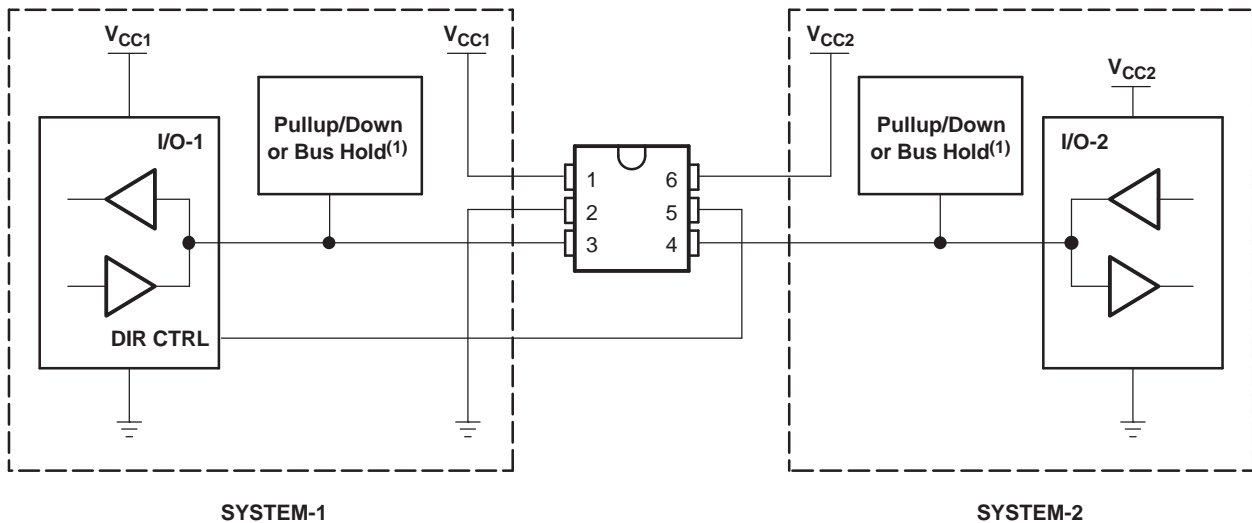 VCC1
VCC1
VCC2
VCC2
I/O-1
Pullup/Down
or Bus Hold(1)
Pullup/Down
or Bus Hold(1)
I/O-2
1
6
2
5
3
4
DIR CTRL
SYSTEM-1
SYSTEM-2